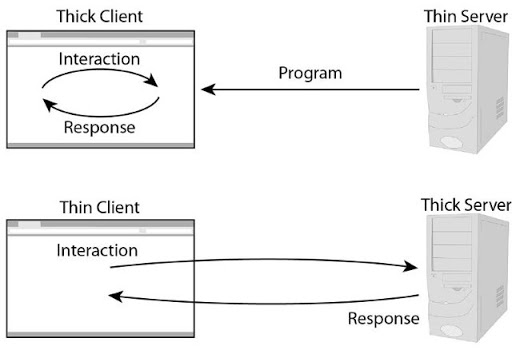 Thick Client
Thin Server
Interaction
Program
Response
Thin Client
Thick Server
Interaction
Response